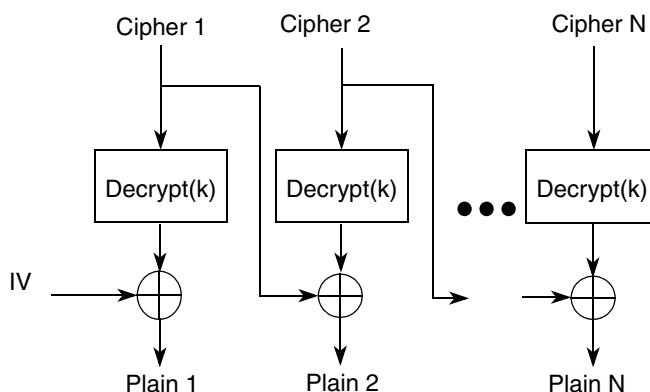 Cipher 1
Cipher 2
Cipher N
Decrypt(k)
Decrypt(k)
Decrypt(k)
IV
Plain 1
Plain 2
Plain N